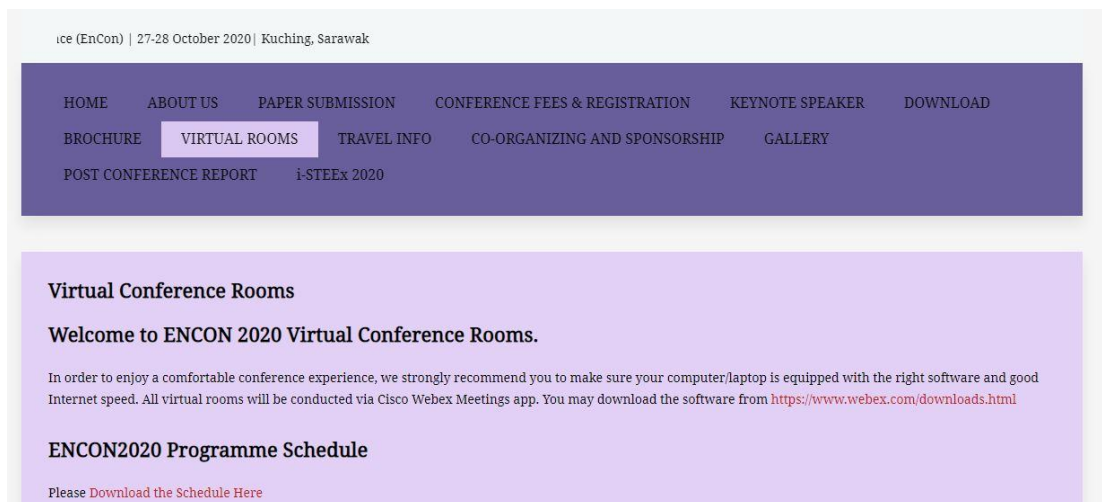 (EnCon) | 27-28 October 2020| Kuching, Sarawak
HOME ABOUT US PAPER SUBMISSION CONFERENCE FEES & REGISTRATION KEYNOTE SPEAKER DOWNLOAD
BROCHURE VIRTUAL ROOMS TRAVEL INFO CO-ORGANIZING AND SPONSORSHIP GALLERY
POST CONFERENCE REPORT i-STEEx 2020
Virtual Conference Rooms
Welcome to ENCON 2020 Virtual Conference Rooms.
In order to enjoy a comfortable conference experience, we strongly recommend you to make sure your computer/laptop is equipped with the right software and good
Internet speed. All virtual rooms will be conducted via Cisco Webex Meetings app. You may download the software from https://www.webex.com/downloads.html
ENCON2020 Programme Schedule
Please Download the Schedule Here